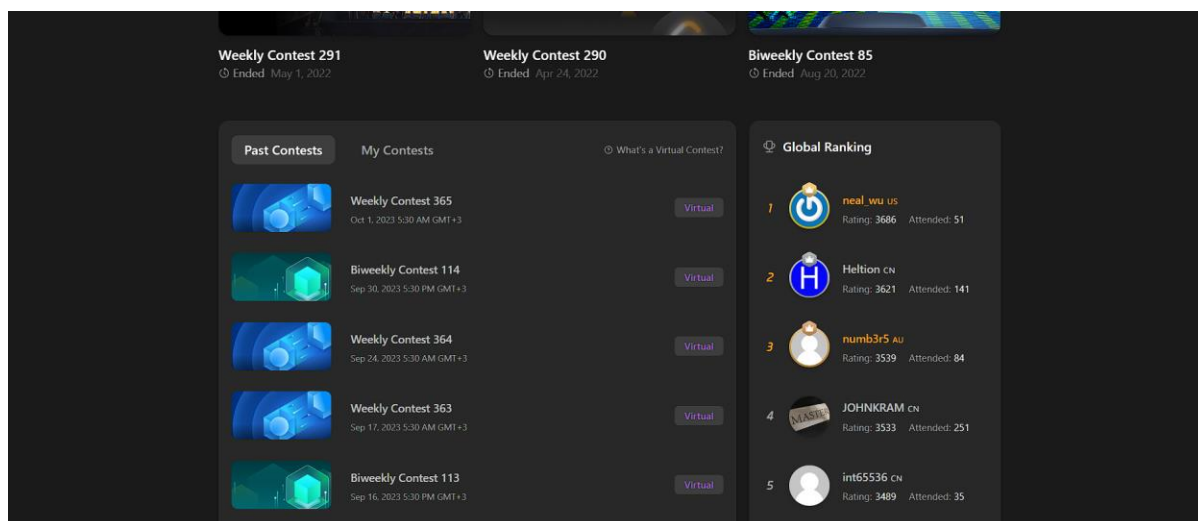 Weekly Contest 291
Ended May 1, 2022
Weekly Contest 290
Ended Apr 24, 2022
Biweekly Contest 85
Ended Aug 20, 2022
Past Contests My Contests What's a Virtual Contest?
Weekly Contest 365
Oct 1, 2023 5:30 AM GMT+3
Virtual
Biweekly Contest 114
Sep 30, 2023 5:30 PM GMT+3
Virtual
Weekly Contest 364
Sep 24, 2023 5:30 AM GMT+3
Virtual
Weekly Contest 363
Sep 17, 2023 5:30 AM GMT+3
Virtual
Biweekly Contest 113
Sep 16, 2023 5:30 PM GMT+3
Virtual
Global Ranking
1
neal_wu US
Rating: 3686 Attended: 51
2
H
Heltion CN
Rating: 3621 Attended: 141
3
numb3r5 AU
Rating: 3539 Attended: 84
4
MASTER
JOHNKRAM CN
Rating: 3533 Attended: 251
5
int65536 CN
Rating: 3489 Attended: 35